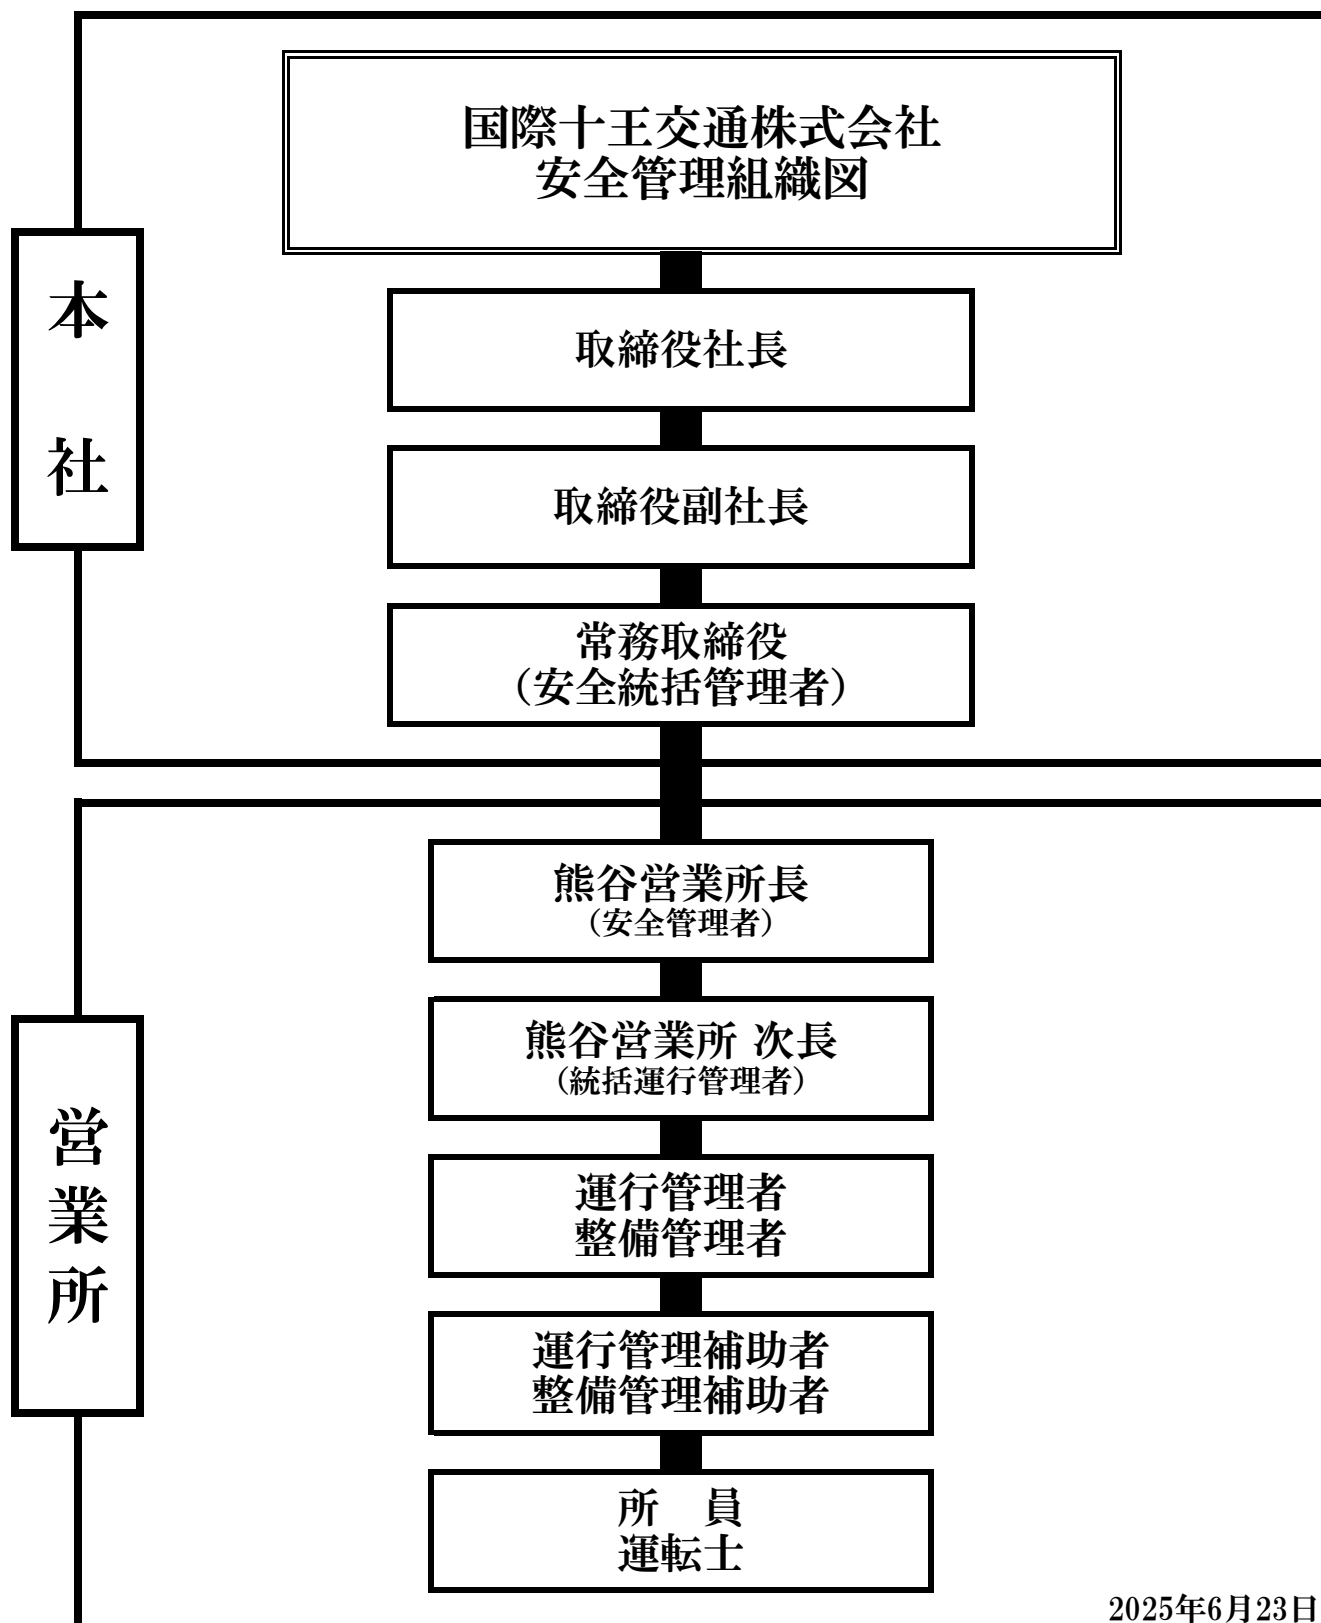 国際十王交通株式会社
安全管理組織図
本社
取締役社長
取締役副社長
常務取締役
（安全統括管理者）
営業所
熊谷営業所長
（安全管理者）
熊谷営業所 次長
（統括運行管理者）
運行管理者
整備管理者
運行管理補助者
整備管理補助者
所　員
運転士
2025年6月23日